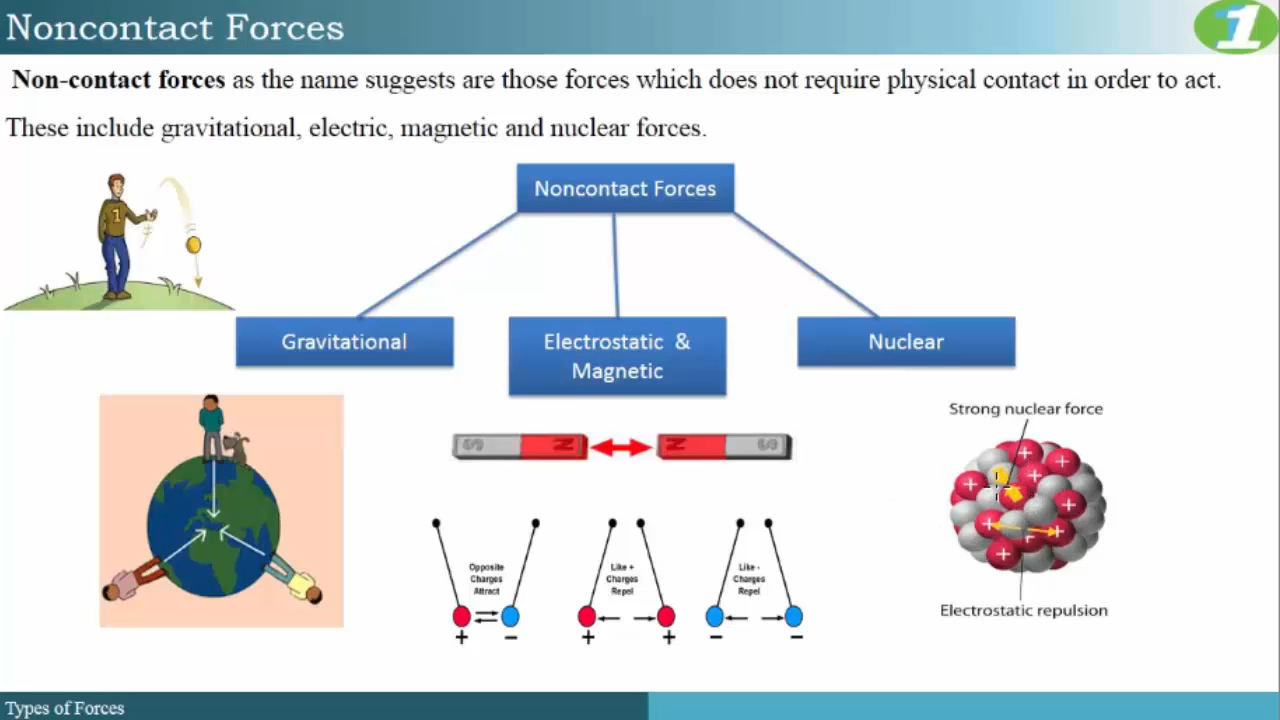 Noncontact Forces
1
Non-contact forces as the name suggests are those forces which does not require physical contact in order to act.
These include gravitational, electric, magnetic and nuclear forces.
1
Noncontact Forces
Gravitational
Electrostatic &
Magnetic
Nuclear
S N N S
Opposite
Charges
Attract
+ −
Like +
Charges
Repel
+ +
Like -
Charges
Repel
− −
Strong nuclear force
+ + + + + + + +
Electrostatic repulsion
Types of Forces